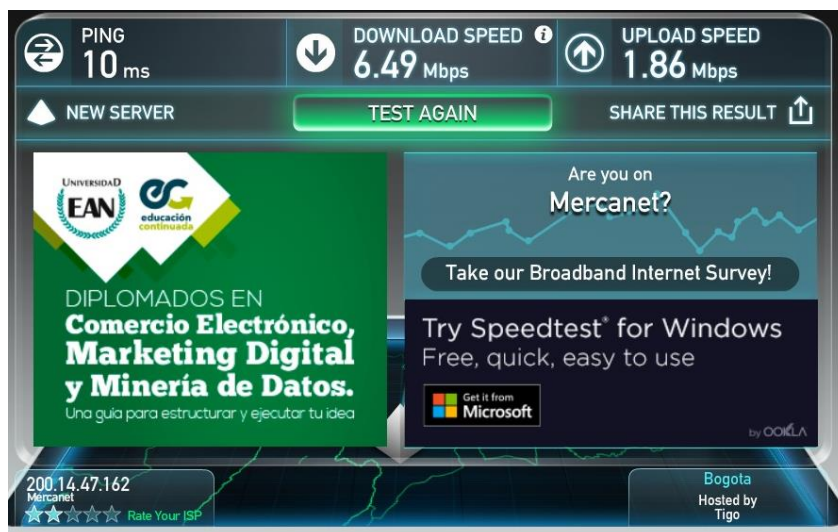 PING
10 ms
DOWNLOAD SPEED i
6.49 Mbps
UPLOAD SPEED
1.86 Mbps
NEW SERVER
TEST AGAIN
SHARE THIS RESULT
UNIVERSIDAD
EAN
educación
continuada
DIPLOMADOS EN
Comercio Electrónico,
Marketing Digital
y Minería de Datos.
Una guía para estructurar y ejecutar tu idea
Are you on
Mercanet?
Take our Broadband Internet Survey!
Try Speedtest® for Windows
Free, quick, easy to use
Get it from
Microsoft
by OOKLA
200.14.47.162
Mercanet
Rate Your ISP
Bogota
Hosted by
Tigo